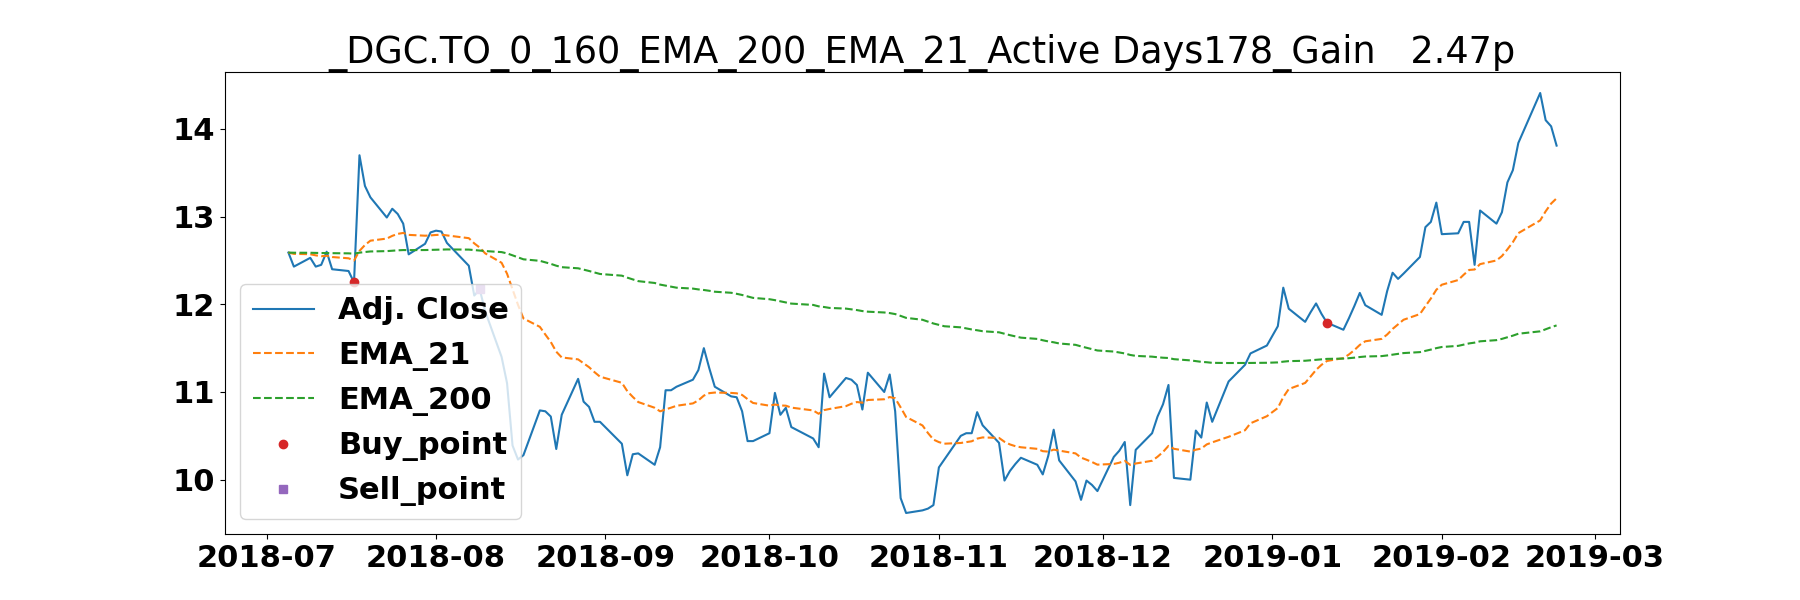 _DGC.TO_0_160_EMA_200_EMA_21_Active Days178_Gain   2.47p
14
13
12
11
10
Adj. Close
EMA_21
EMA_200
Buy_point
Sell_point
2018-07 2018-08 2018-09 2018-10 2018-11 2018-12 2019-01 2019-02 2019-03